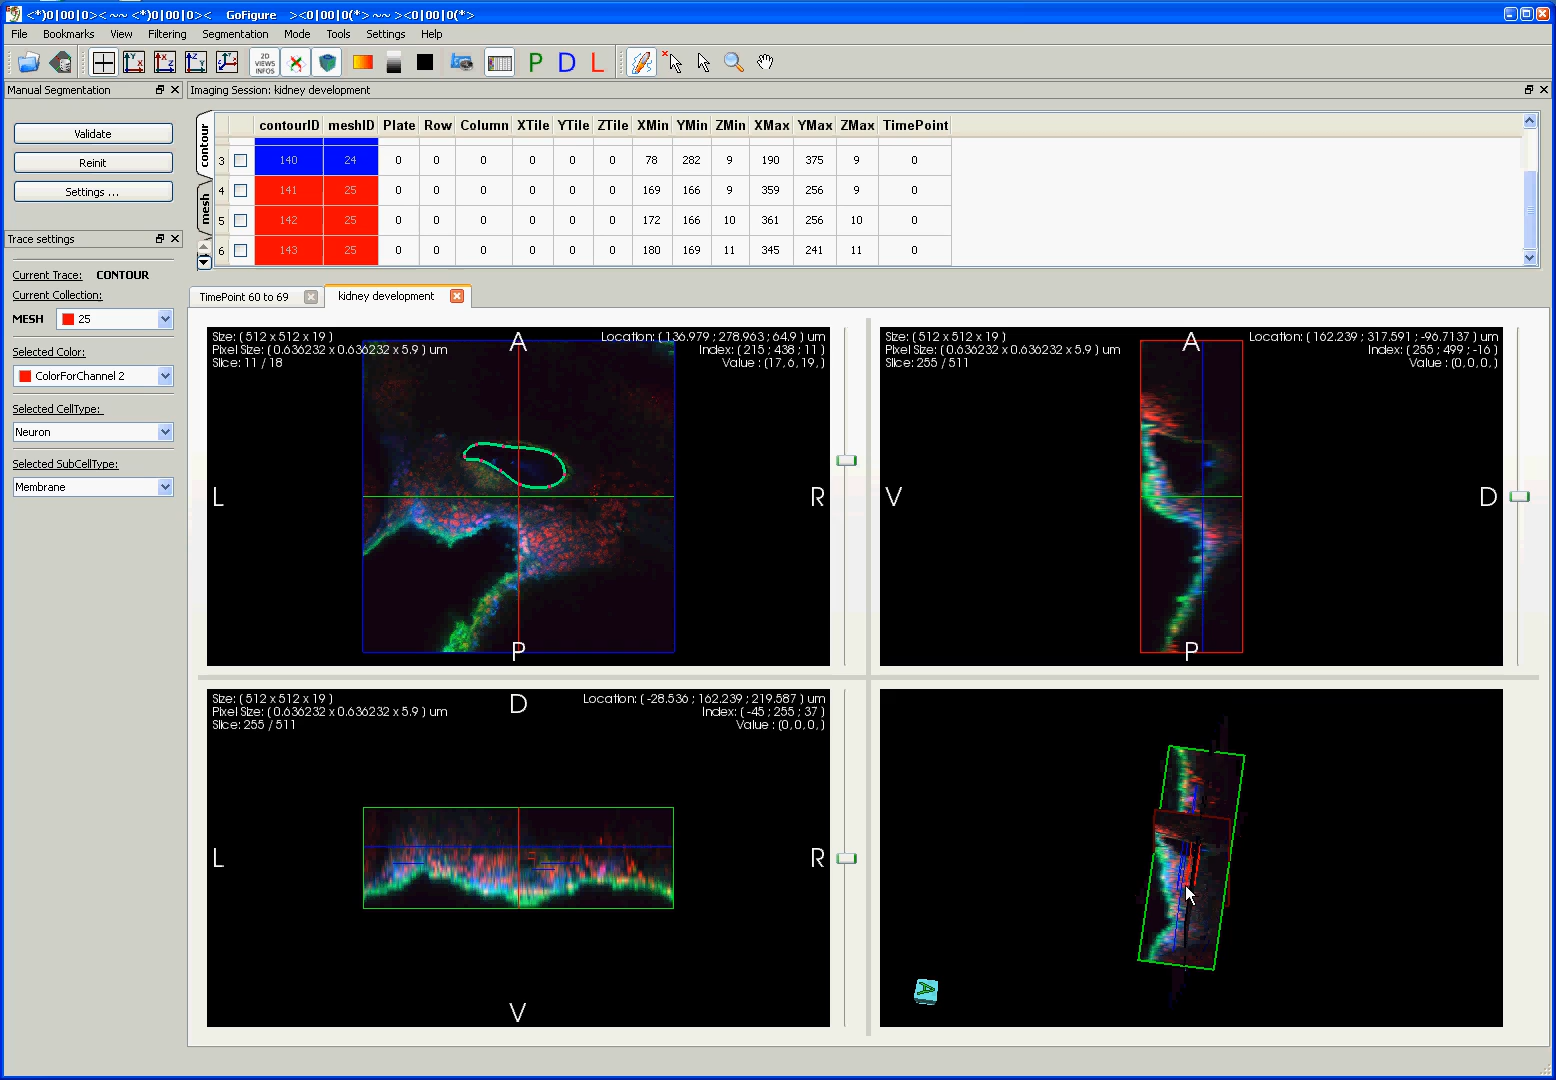 <*)0|00|0>< ~~ <*)0|00|0>< GoFigure ><0|00|0(*> ~~ ><0|00|0(*>
File Bookmarks View Filtering Segmentation Mode Tools Settings Help
2D VIEWS INFOS P D L
Manual Segmentation
Imaging Session: kidney development
Validate
Reinit
Settings ...
Trace settings
Current Trace: CONTOUR
Current Collection:
MESH 25
Selected Color:
ColorForChannel 2
Selected CellType:
Neuron
Selected SubCellType:
Membrane
contour
mesh
contourID meshID Plate Row Column XTile YTile ZTile XMin YMin ZMin XMax YMax ZMax TimePoint
3 140 24 0 0 0 0 0 0 78 282 9 190 375 9 0
4 141 25 0 0 0 0 0 0 169 166 9 359 256 9 0
5 142 25 0 0 0 0 0 0 172 166 10 361 256 10 0
6 143 25 0 0 0 0 0 0 180 169 11 345 241 11 0
TimePoint 60 to 69
kidney development
Size: ( 512 x 512 x 19 )
Pixel Size: ( 0.636232 x 0.636232 x 5.9 ) um
Slice: 11 / 18
A
Location: ( 136.979 ; 278.963 ; 64.9 ) um
Index: ( 215 ; 438 ; 11 )
Value : (17, 6, 19, )
L
R
P
Size: ( 512 x 512 x 19 )
Pixel Size: ( 0.636232 x 0.636232 x 5.9 ) um
Slice: 255 / 511
A
Location: ( 162.239 ; 317.591 ; -96.7137 ) um
Index: ( 255 ; 499 ; -16 )
Value : (0, 0, 0, )
V
D
P
Size: ( 512 x 512 x 19 )
Pixel Size: ( 0.636232 x 0.636232 x 5.9 ) um
Slice: 255 / 511
D
Location: ( -28.536 ; 162.239 ; 219.587 ) um
Index: ( -45 ; 255 ; 37 )
Value : (0, 0, 0, )
L
R
V
A